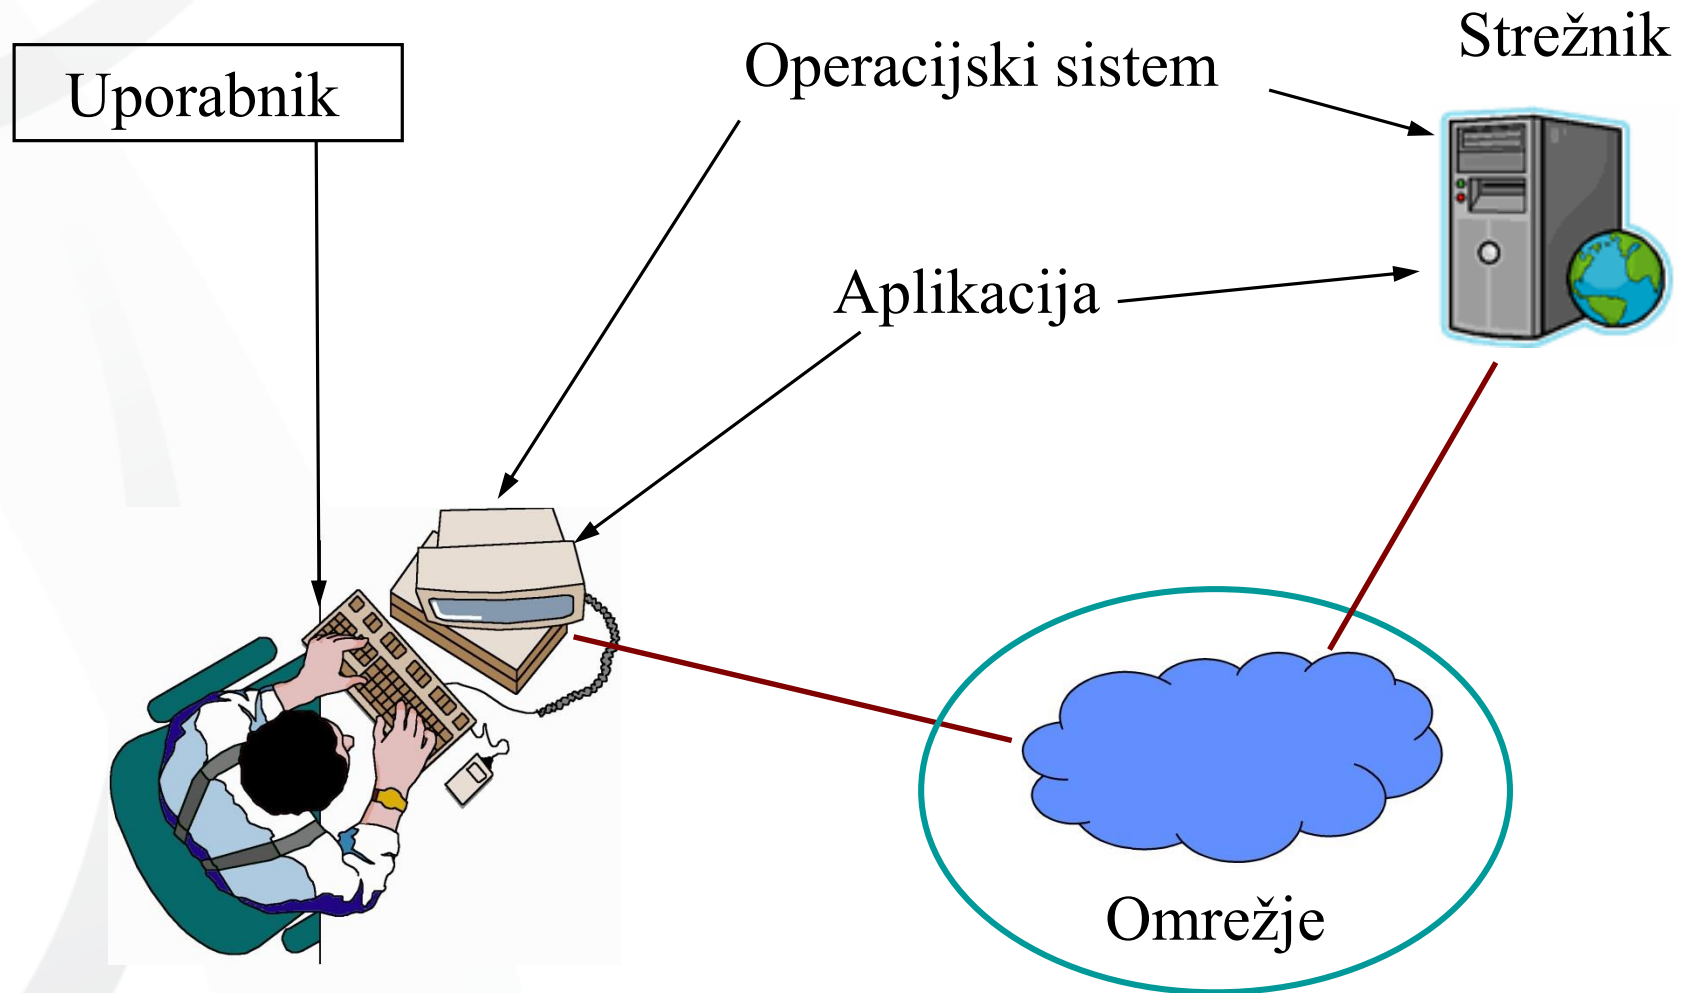 Strežnik
Operacijski sistem
Uporabnik
Aplikacija
Omrežje